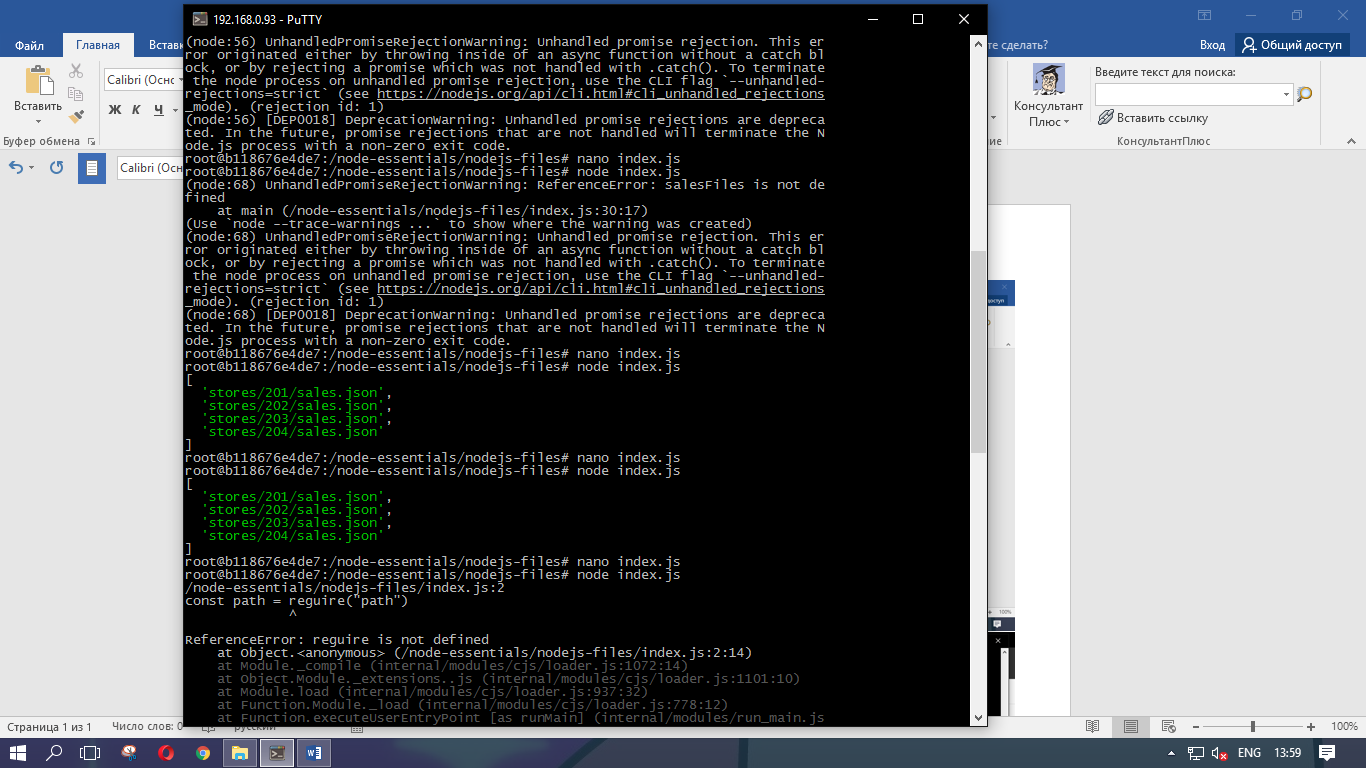 192.168.0.93 - PuTTY
Файл
Главная
Вставк
те сделать?
Вход
Общий доступ
Calibri (Осно
Вставить
Ж К Ч
Буфер обмена
Консультант
Плюс
Введите текст для поиска:
Вставить ссылку
ние
КонсультантПлюс
Calibri (Осн
(node:56) UnhandledPromiseRejectionWarning: Unhandled promise rejection. This er
ror originated either by throwing inside of an async function without a catch bl
ock, or by rejecting a promise which was not handled with .catch(). To terminate
the node process on unhandled promise rejection, use the CLI flag `--unhandled-
rejections=strict` (see https://nodejs.org/api/cli.html#cli_unhandled_rejections
_mode). (rejection id: 1)
(node:56) [DEP0018] DeprecationWarning: Unhandled promise rejections are depreca
ted. In the future, promise rejections that are not handled will terminate the N
ode.js process with a non-zero exit code.
root@b118676e4de7:/node-essentials/nodejs-files# nano index.js
root@b118676e4de7:/node-essentials/nodejs-files# node index.js
(node:68) UnhandledPromiseRejectionWarning: ReferenceError: salesFiles is not de
fined
at main (/node-essentials/nodejs-files/index.js:30:17)
(Use `node --trace-warnings ...` to show where the warning was created)
(node:68) UnhandledPromiseRejectionWarning: Unhandled promise rejection. This er
ror originated either by throwing inside of an async function without a catch bl
ock, or by rejecting a promise which was not handled with .catch(). To terminate
the node process on unhandled promise rejection, use the CLI flag `--unhandled-
rejections=strict` (see https://nodejs.org/api/cli.html#cli_unhandled_rejections
_mode). (rejection id: 1)
(node:68) [DEP0018] DeprecationWarning: Unhandled promise rejections are depreca
ted. In the future, promise rejections that are not handled will terminate the N
ode.js process with a non-zero exit code.
root@b118676e4de7:/node-essentials/nodejs-files# nano index.js
root@b118676e4de7:/node-essentials/nodejs-files# node index.js
[
'stores/201/sales.json',
'stores/202/sales.json',
'stores/203/sales.json',
'stores/204/sales.json'
]
root@b118676e4de7:/node-essentials/nodejs-files# nano index.js
root@b118676e4de7:/node-essentials/nodejs-files# node index.js
[
'stores/201/sales.json',
'stores/202/sales.json',
'stores/203/sales.json',
'stores/204/sales.json'
]
root@b118676e4de7:/node-essentials/nodejs-files# nano index.js
root@b118676e4de7:/node-essentials/nodejs-files# node index.js
/node-essentials/nodejs-files/index.js:2
const path = reguire("path")
^
ReferenceError: reguire is not defined
at Object.<anonymous> (/node-essentials/nodejs-files/index.js:2:14)
at Module._compile (internal/modules/cjs/loader.js:1072:14)
at Object.Module._extensions..js (internal/modules/cjs/loader.js:1101:10)
at Module.load (internal/modules/cjs/loader.js:937:32)
at Function.Module._load (internal/modules/cjs/loader.js:778:12)
at Function.executeUserEntryPoint [as runMain] (internal/modules/run_main.js
Страница 1 из 1
Число слов: 0
русский
100%
ENG
13:59